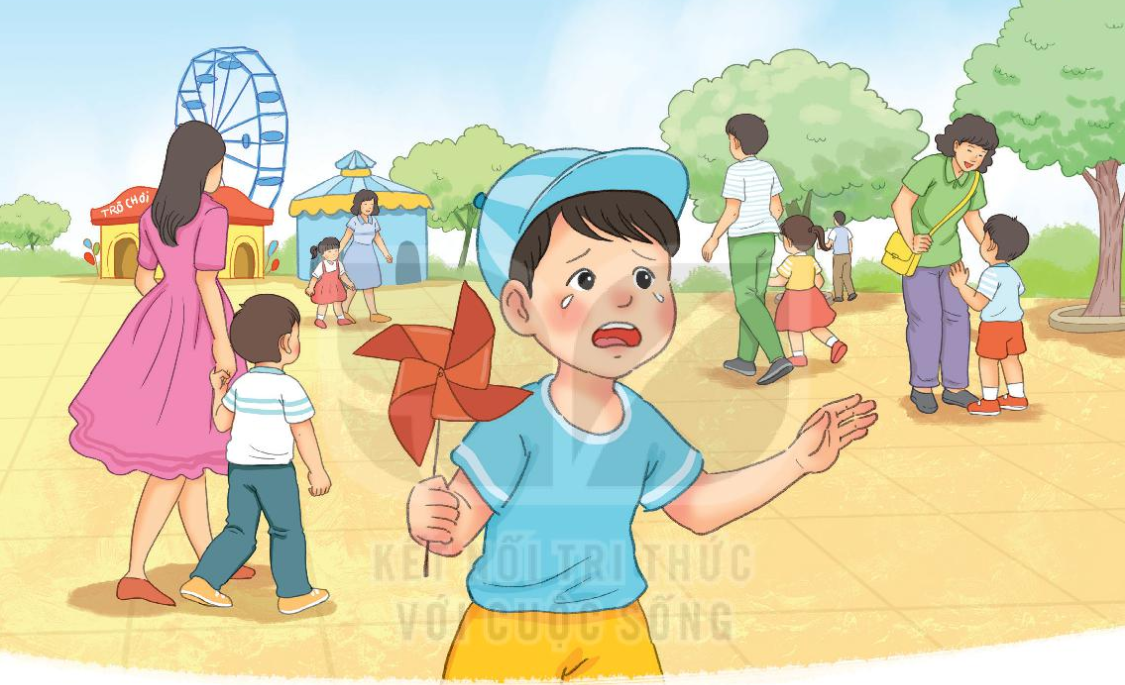 TRÒ CHƠI
KẾT NỐI TRI THỨC
VỚI CUỘC SỐNG